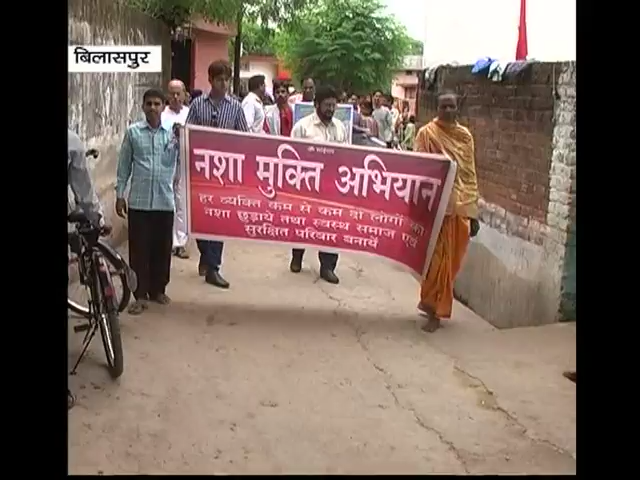 बिलासपुर
नशा मुक्ति अभियान
हर व्यक्ति कम से कम दो लोगों को
नशा छुड़ाये तथा स्वस्थ समाज एवं
सुरक्षित परिवार बनायें